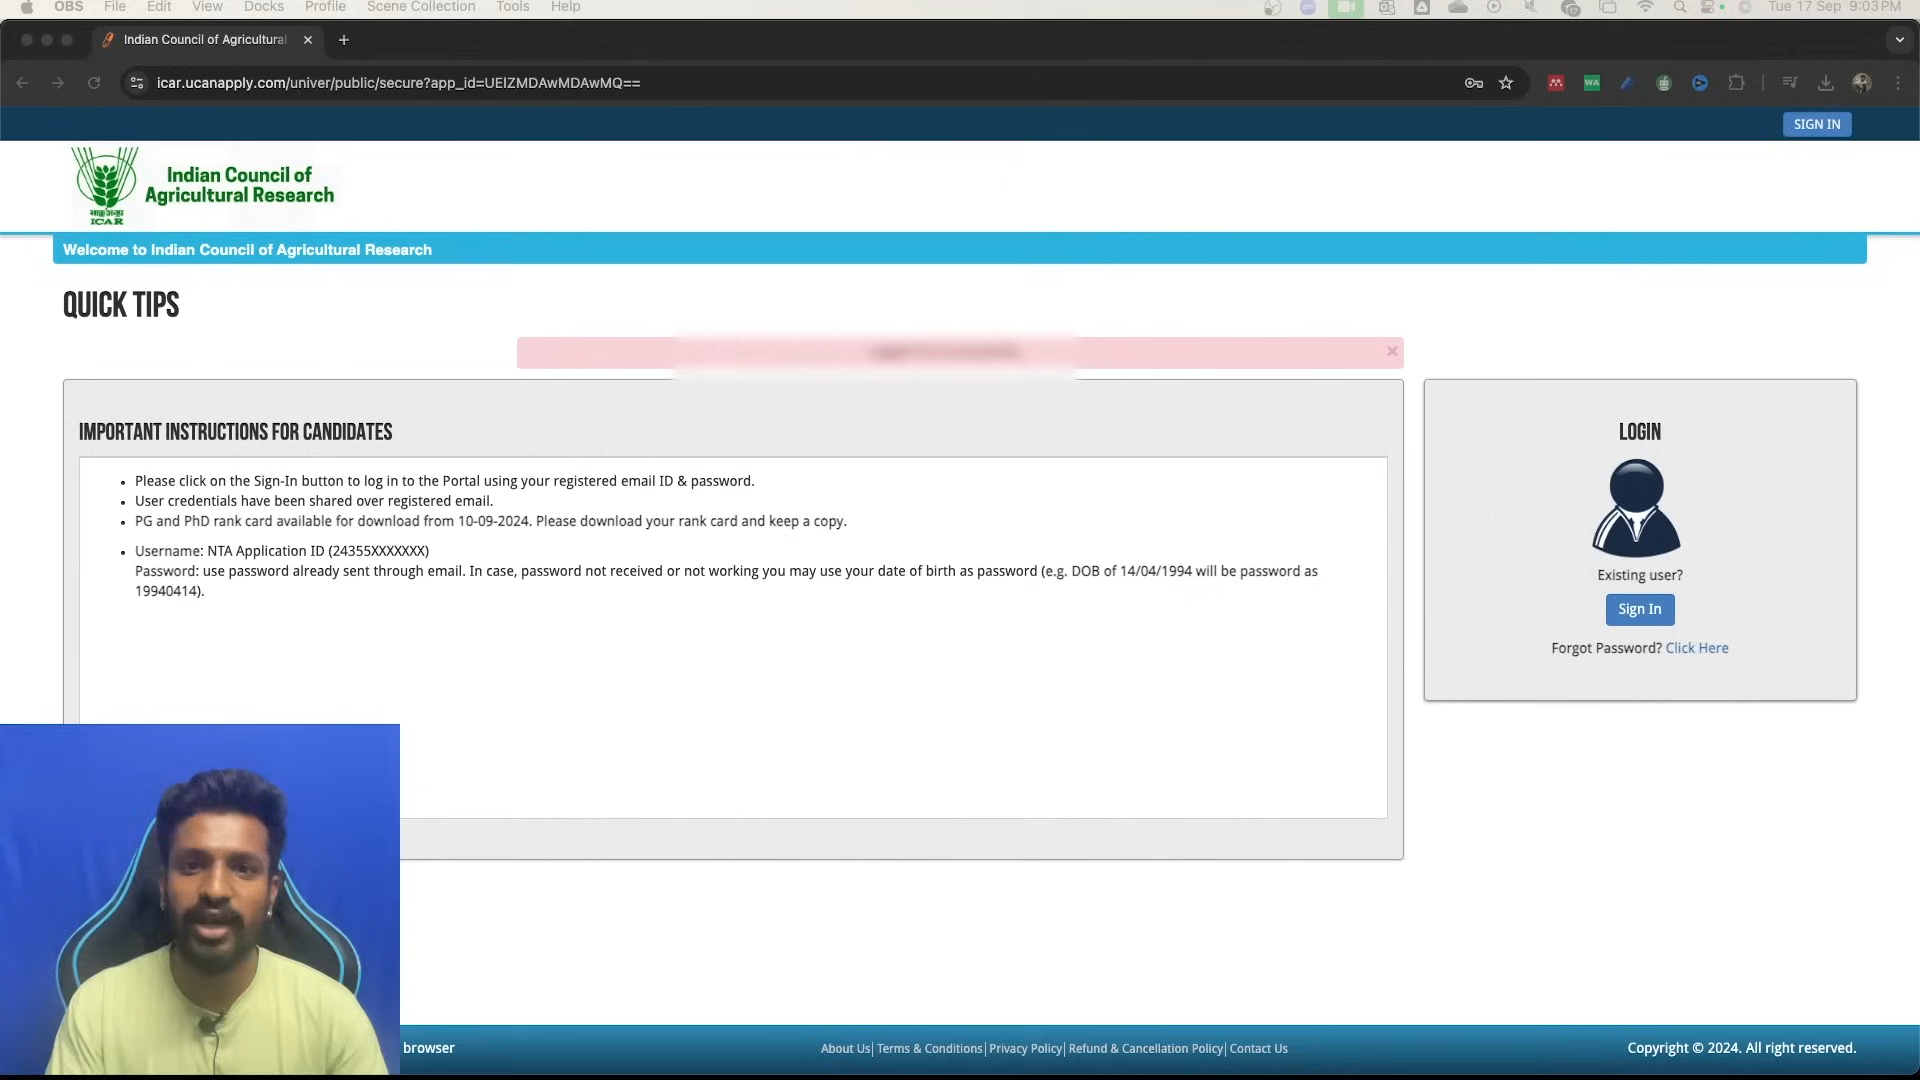 OBS File Edit View Docks Profile Scene Collection Tools Help Tue 17 Sep 9:03 PM
Indian Council of Agricultural
icar.ucanapply.com/univer/public/secure?app_id=UElZMDAwMDAwMQ==
SIGN IN
Indian Council of
Agricultural Research
ICAR
Welcome to Indian Council of Agricultural Research
QUICK TIPS
IMPORTANT INSTRUCTIONS FOR CANDIDATES
Please click on the Sign-In button to log in to the Portal using your registered email ID & password.
User credentials have been shared over registered email.
PG and PhD rank card available for download from 10-09-2024. Please download your rank card and keep a copy.
Username: NTA Application ID (24355XXXXXXX)
Password: use password already sent through email. In case, password not received or not working you may use your date of birth as password (e.g. DOB of 14/04/1994 will be password as
19940414).
LOGIN
Existing user?
Sign In
Forgot Password? Click Here
browser
About Us| Terms & Conditions| Privacy Policy| Refund & Cancellation Policy| Contact Us
Copyright © 2024. All right reserved.